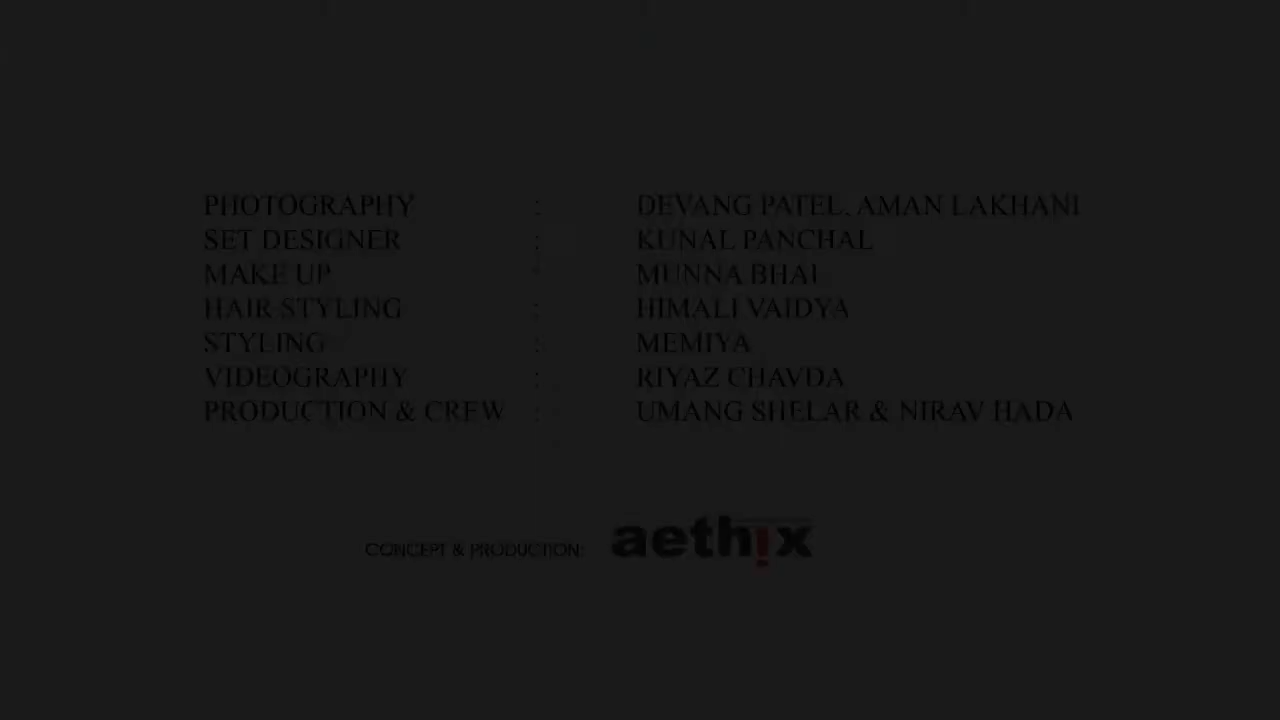 PHOTOGRAPHY : DEVANG PATEL, AMAN LAKHANI
SET DESIGNER : KUNAL PANCHAL
MAKE UP : MUNNA BHAI
HAIR STYLING : HIMALI VAIDYA
STYLING : MEMIYA
VIDEOGRAPHY : RIYAZ CHAVDA
PRODUCTION & CREW : UMANG SHELAR & NIRAV HADA
CONCEPT & PRODUCTION: aethix